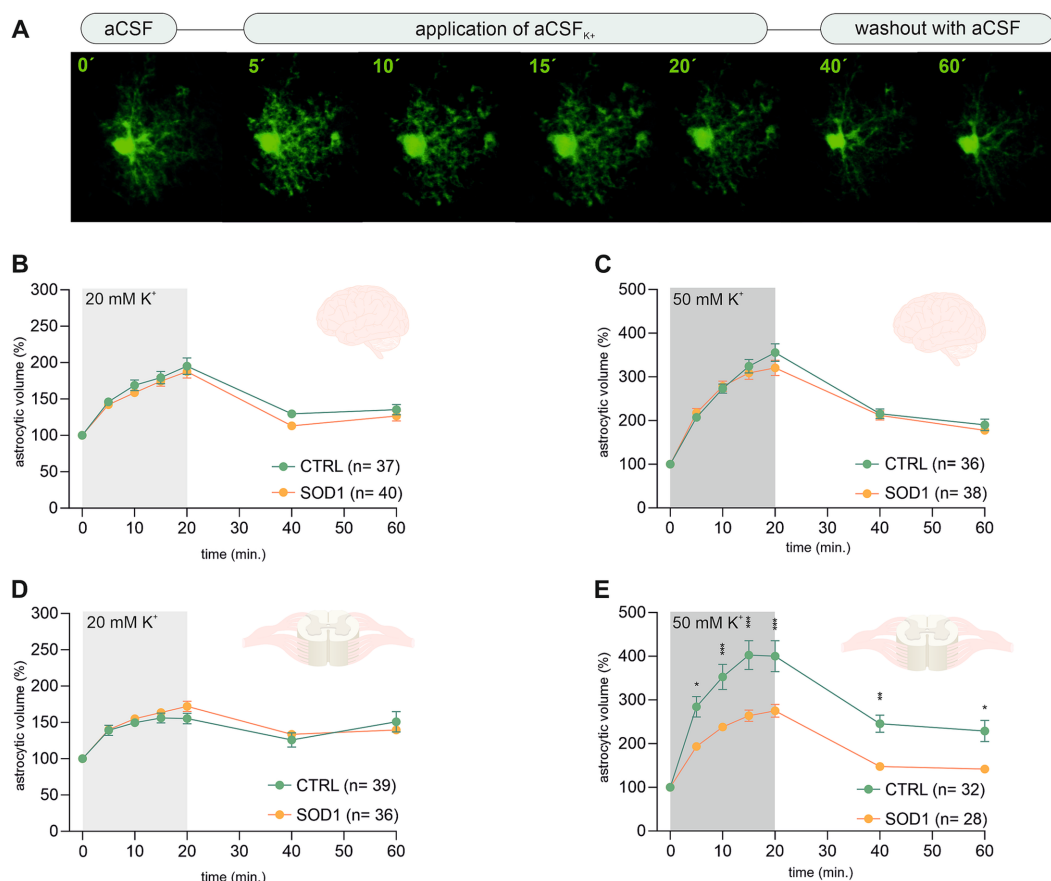 A
aCSF
application of aCSF_K+
washout with aCSF
0´
5´
10´
15´
20´
40´
60´
B
20 mM K⁺
astrocytic volume (%)
300
250
200
150
100
50
0
CTRL (n= 37)
SOD1 (n= 40)
0 10 20 30 40 50 60
time (min.)
C
50 mM K⁺
astrocytic volume (%)
500
400
300
200
100
0
CTRL (n= 36)
SOD1 (n= 38)
0 10 20 30 40 50 60
time (min.)
D
20 mM K⁺
astrocytic volume (%)
300
250
200
150
100
50
0
CTRL (n= 39)
SOD1 (n= 36)
0 10 20 30 40 50 60
time (min.)
E
50 mM K⁺
astrocytic volume (%)
500
400
300
200
100
0
*
***
***
***
**
*
CTRL (n= 32)
SOD1 (n= 28)
0 10 20 30 40 50 60
time (min.)